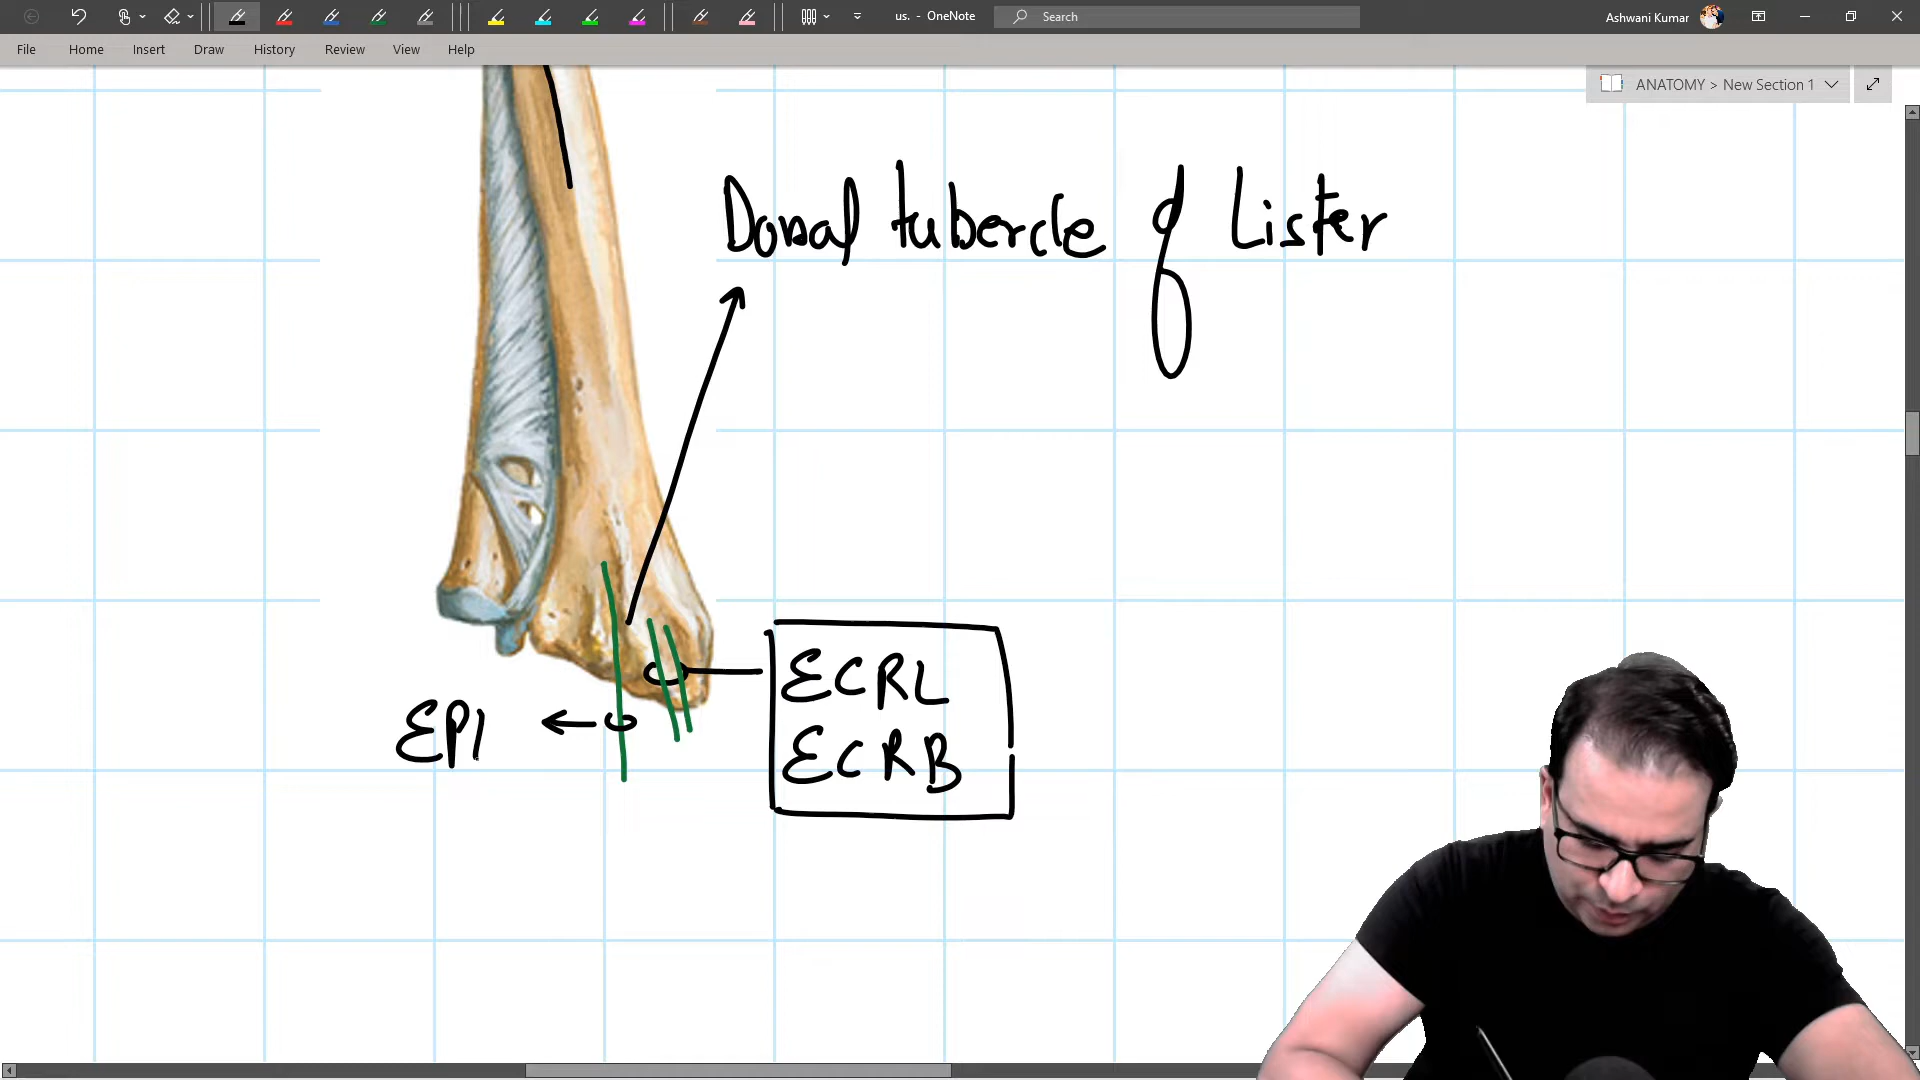 us. - OneNote
Search
Ashwani Kumar
File Home Insert Draw History Review View Help
ANATOMY > New Section 1
Dorsal tubercle of Lister
ECRL
ECRB
EPl